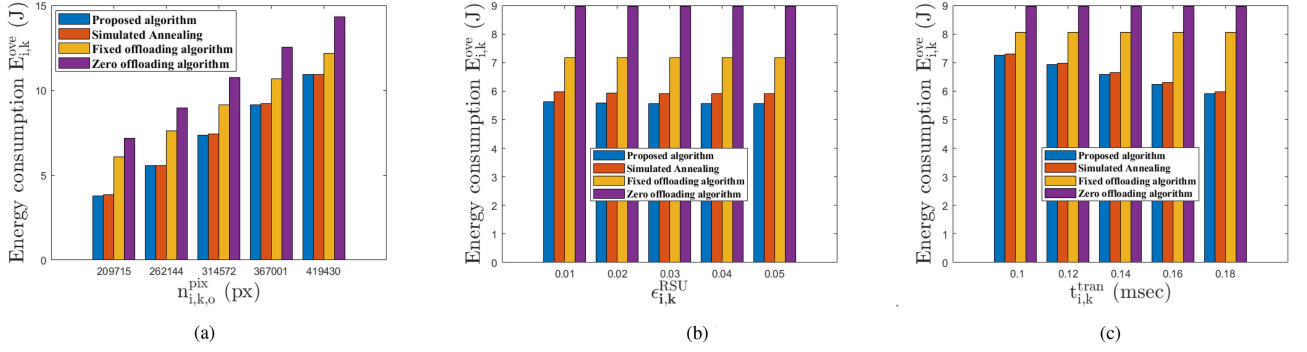 Energy consumption E_{i,k}^{ove} (J)
15
10
5
0
Proposed algorithm
Simulated Annealing
Fixed offloading algorithm
Zero offloading algorithm
209715 262144 314572 367001 419430
n_{i,k,o}^{pix} (px)
(a)
Energy consumption E_{i,k}^{ove} (J)
9
8
7
6
5
4
3
2
1
0
Proposed algorithm
Simulated Annealing
Fixed offloading algorithm
Zero offloading algorithm
0.01 0.02 0.03 0.04 0.05
ϵ_{i,k}^{RSU}
(b)
Energy consumption E_{i,k}^{ove} (J)
9
8
7
6
5
4
3
2
1
0
Proposed algorithm
Simulated Annealing
Fixed offloading algorithm
Zero offloading algorithm
0.1 0.12 0.14 0.16 0.18
t_{i,k}^{tran} (msec)
(c)